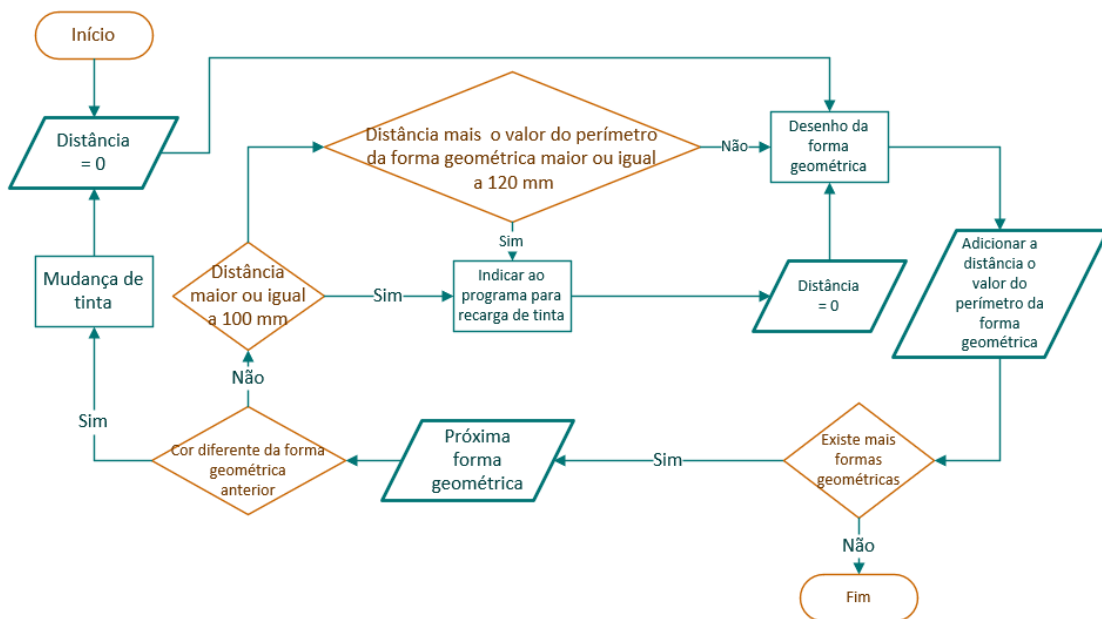 Início
Distância
= 0
Distância mais o valor do perímetro
da forma geométrica maior ou igual
a 120 mm
Não
Desenho da
forma
geométrica
Sim
Mudança de
tinta
Distância
maior ou igual
a 100 mm
Sim
Indicar ao
programa para
recarga de tinta
Distância
= 0
Adicionar a
distância o
valor do
perímetro da
forma
geométrica
Não
Sim
Cor diferente da forma
geométrica
anterior
Próxima
forma
geométrica
Sim
Existe mais
formas
geométricas
Não
Fim